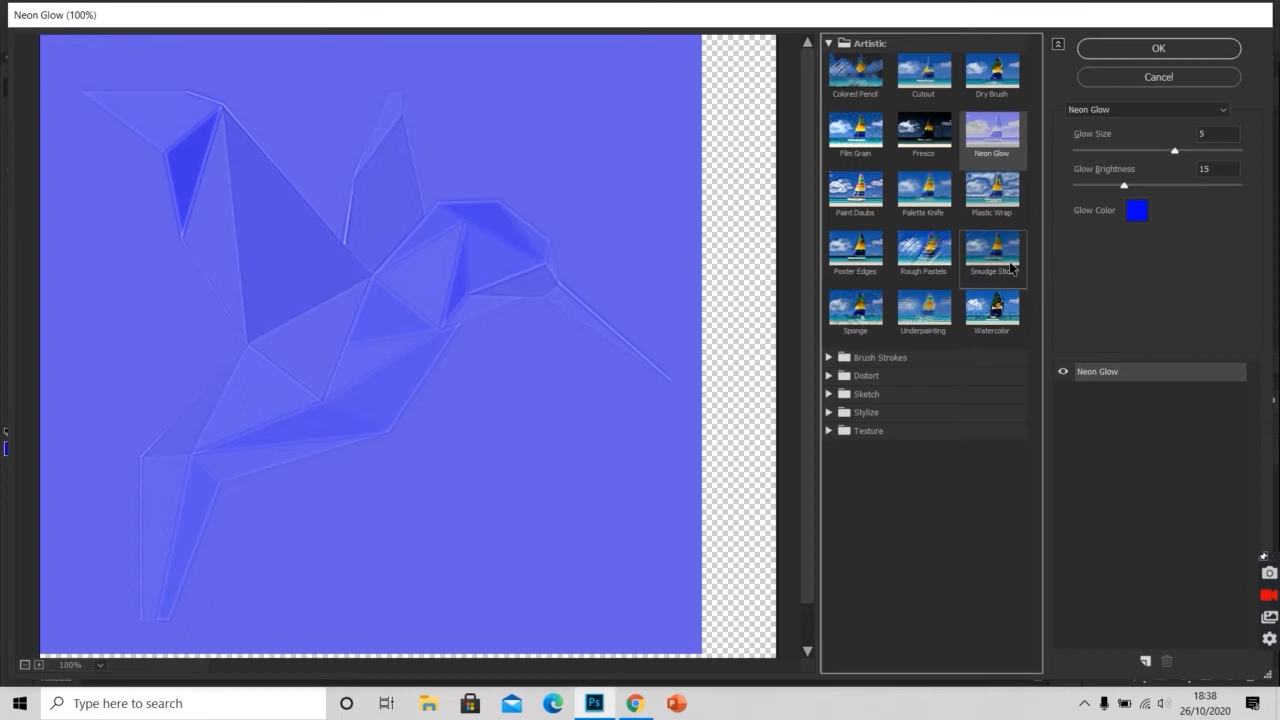 Neon Glow (100%)
Artistic
OK
Colored Pencil
Cutout
Dry Brush
Cancel
Neon Glow
Glow Size
5
Film Grain
Fresco
Neon Glow
Glow Brightness
15
Paint Daubs
Palette Knife
Plastic Wrap
Glow Color
Poster Edges
Rough Pastels
Smudge
Sponge
Underpainting
Watercolor
Brush Strokes
Distort
Neon Glow
Sketch
Stylize
Texture
100%
Type here to search
Ps
18:38
26/10/2020